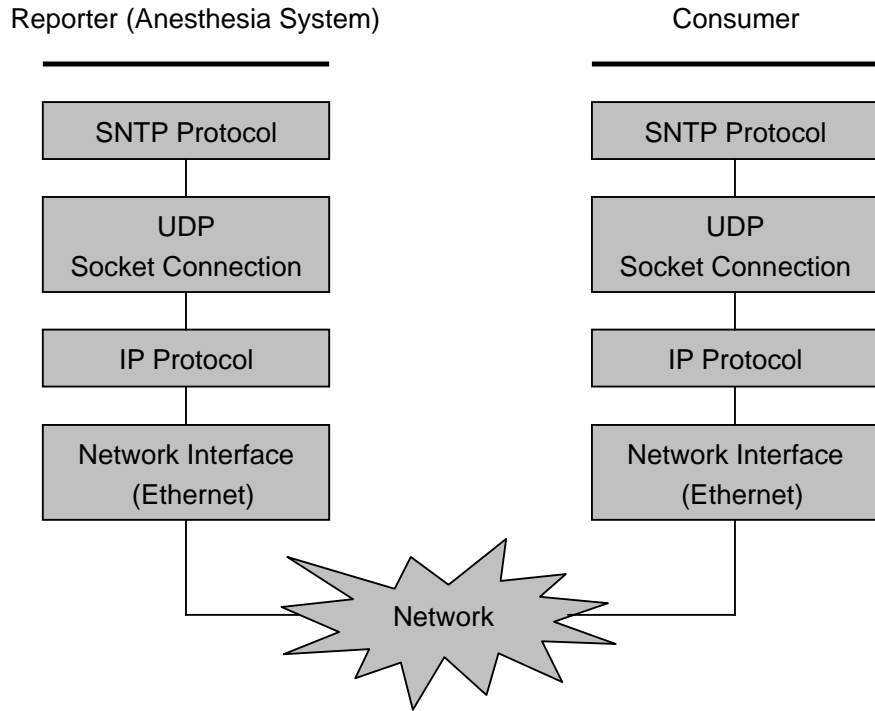 Reporter (Anesthesia System)
Consumer
SNTP Protocol
SNTP Protocol
UDP
Socket Connection
UDP
Socket Connection
IP Protocol
IP Protocol
Network Interface
(Ethernet)
Network Interface
(Ethernet)
Network